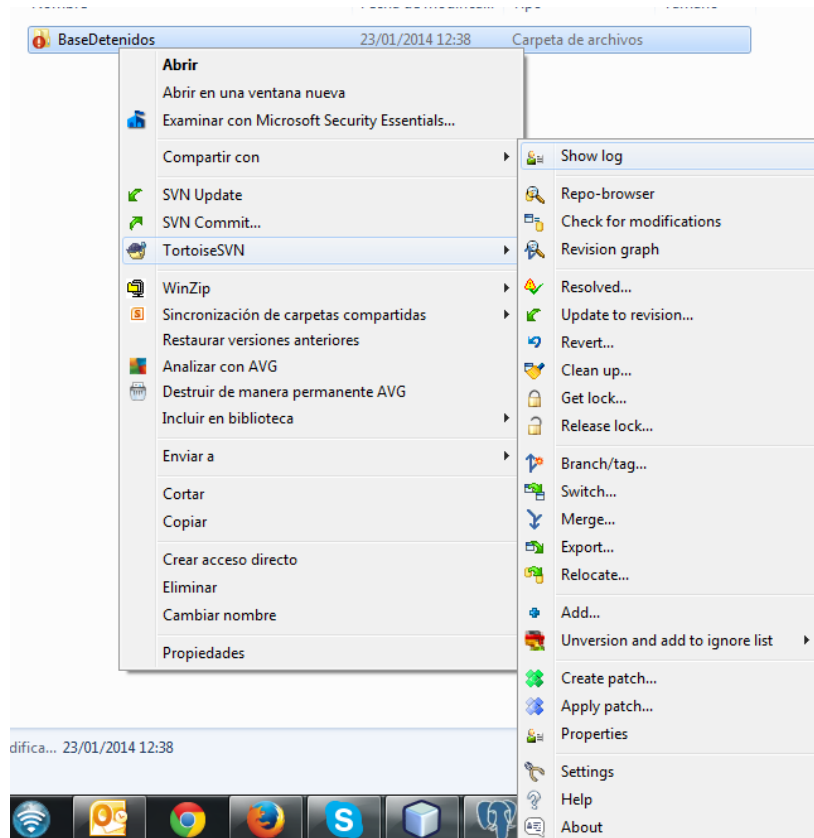 BaseDetenidos 23/01/2014 12:38 Carpeta de archivos
Abrir
Abrir en una ventana nueva
Examinar con Microsoft Security Essentials...
Compartir con
SVN Update
SVN Commit...
TortoiseSVN
WinZip
Sincronización de carpetas compartidas
Restaurar versiones anteriores
Analizar con AVG
Destruir de manera permanente AVG
Incluir en biblioteca
Enviar a
Cortar
Copiar
Crear acceso directo
Eliminar
Cambiar nombre
Propiedades
Show log
Repo-browser
Check for modifications
Revision graph
Resolved...
Update to revision...
Revert...
Clean up...
Get lock...
Release lock...
Branch/tag...
Switch...
Merge...
Export...
Relocate...
Add...
Unversion and add to ignore list
Create patch...
Apply patch...
Properties
Settings
Help
About
difica... 23/01/2014 12:38